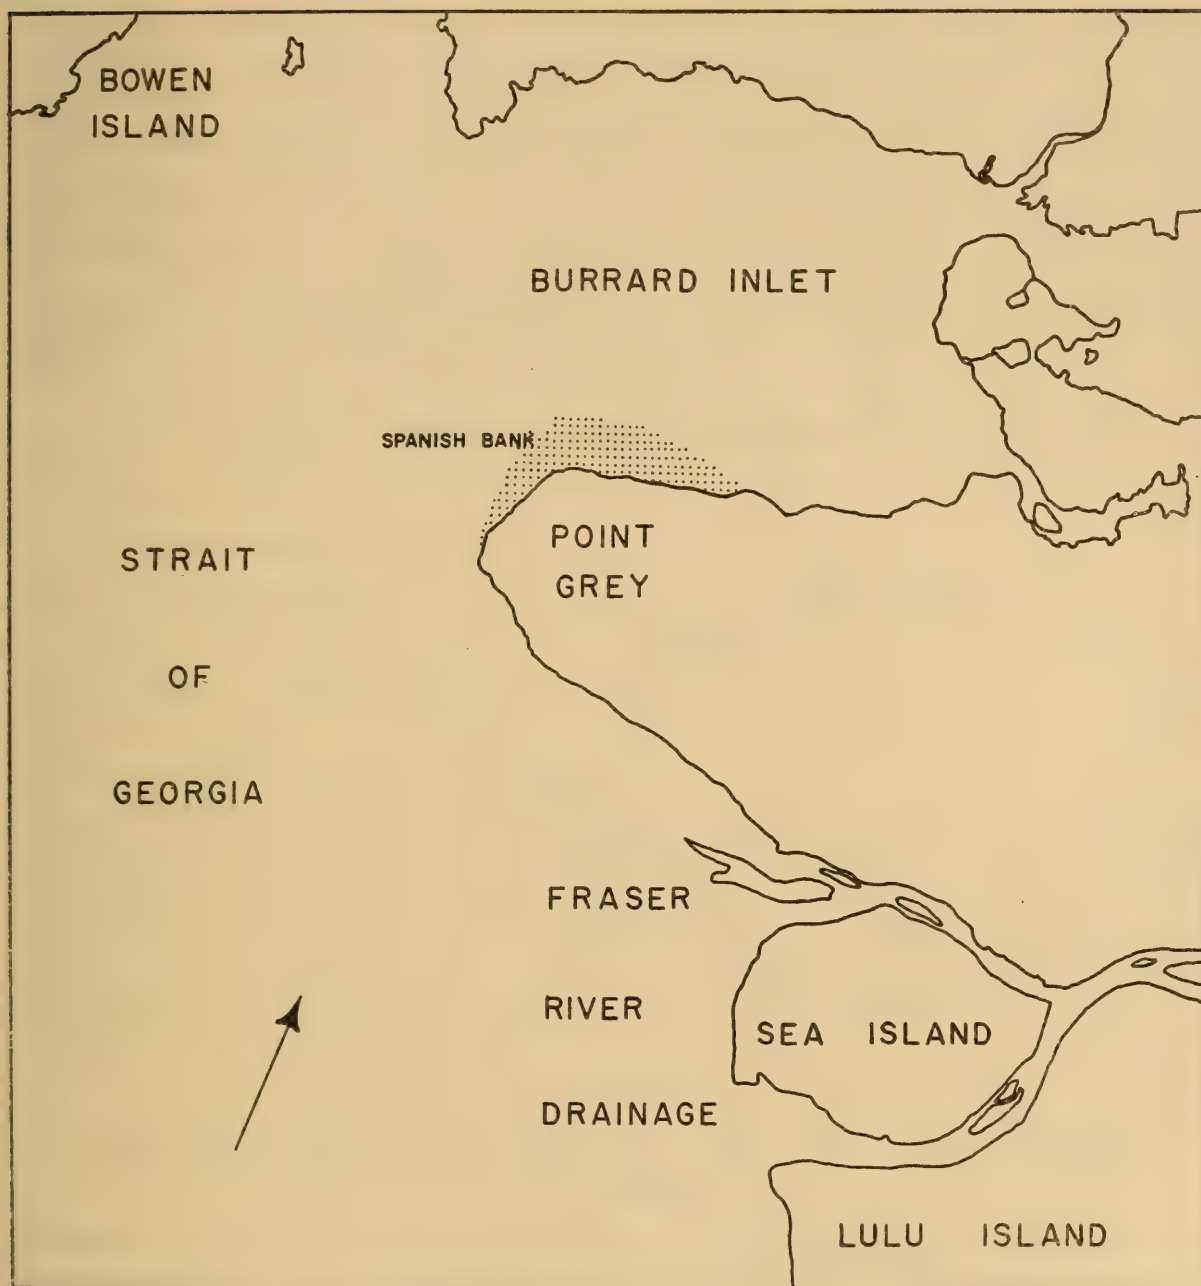 BOWEN
ISLAND
BURRARD INLET
SPANISH BANK
POINT
GREY
STRAIT
OF
GEORGIA
FRASER
RIVER
DRAINAGE
SEA ISLAND
LULU ISLAND